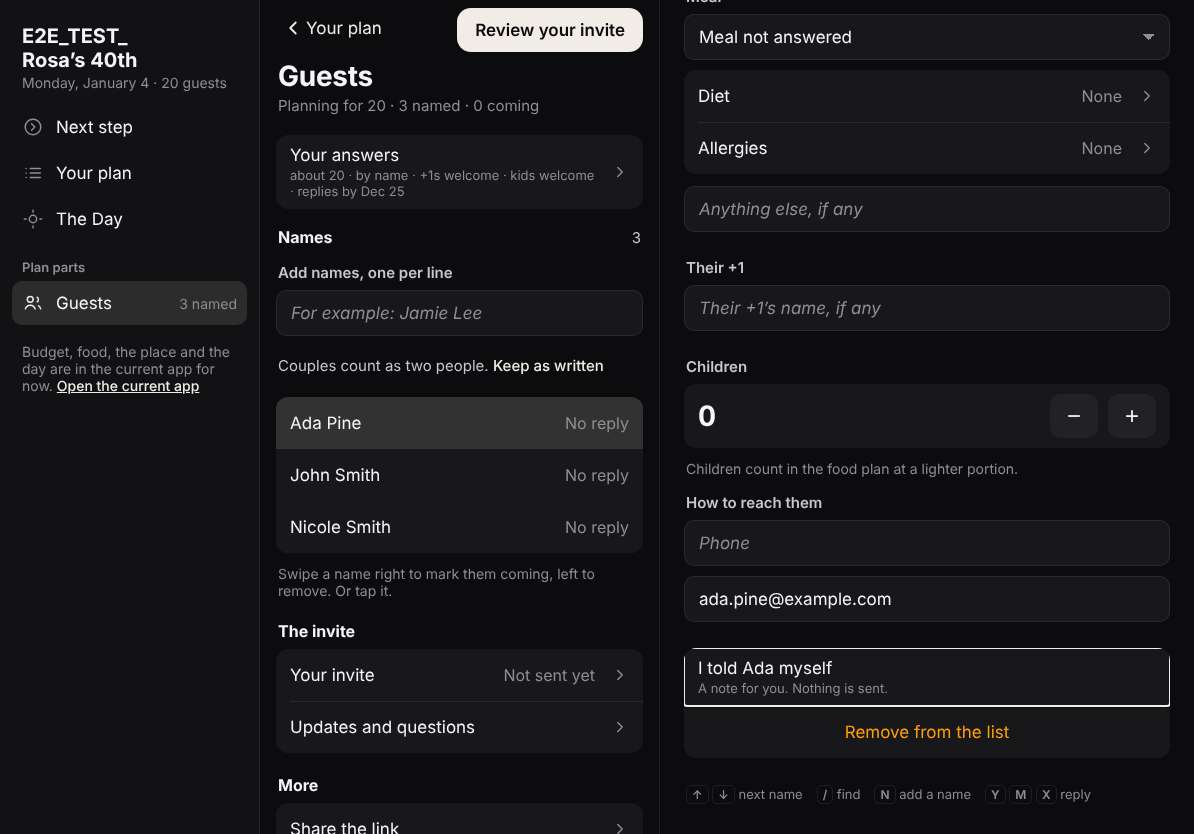 E2E_TEST_
Rosa’s 40th
Monday, January 4 · 20 guests
Next step
Your plan
The Day
Plan parts
Guests 3 named
Budget, food, the place and the
day are in the current app for
now. Open the current app
Your plan
Review your invite
Guests
Planning for 20 · 3 named · 0 coming
Your answers
about 20 · by name · +1s welcome · kids welcome
· replies by Dec 25
Names 3
Add names, one per line
For example: Jamie Lee
Couples count as two people. Keep as written
Ada Pine No reply
John Smith No reply
Nicole Smith No reply
Swipe a name right to mark them coming, left to
remove. Or tap it.
The invite
Your invite Not sent yet
Updates and questions
More
Share the link
Meal not answered
Diet None
Allergies None
Anything else, if any
Their +1
Their +1’s name, if any
Children
0 − +
Children count in the food plan at a lighter portion.
How to reach them
Phone
ada.pine@example.com
I told Ada myself
A note for you. Nothing is sent.
Remove from the list
↑ ↓ next name / find N add a name Y M X reply